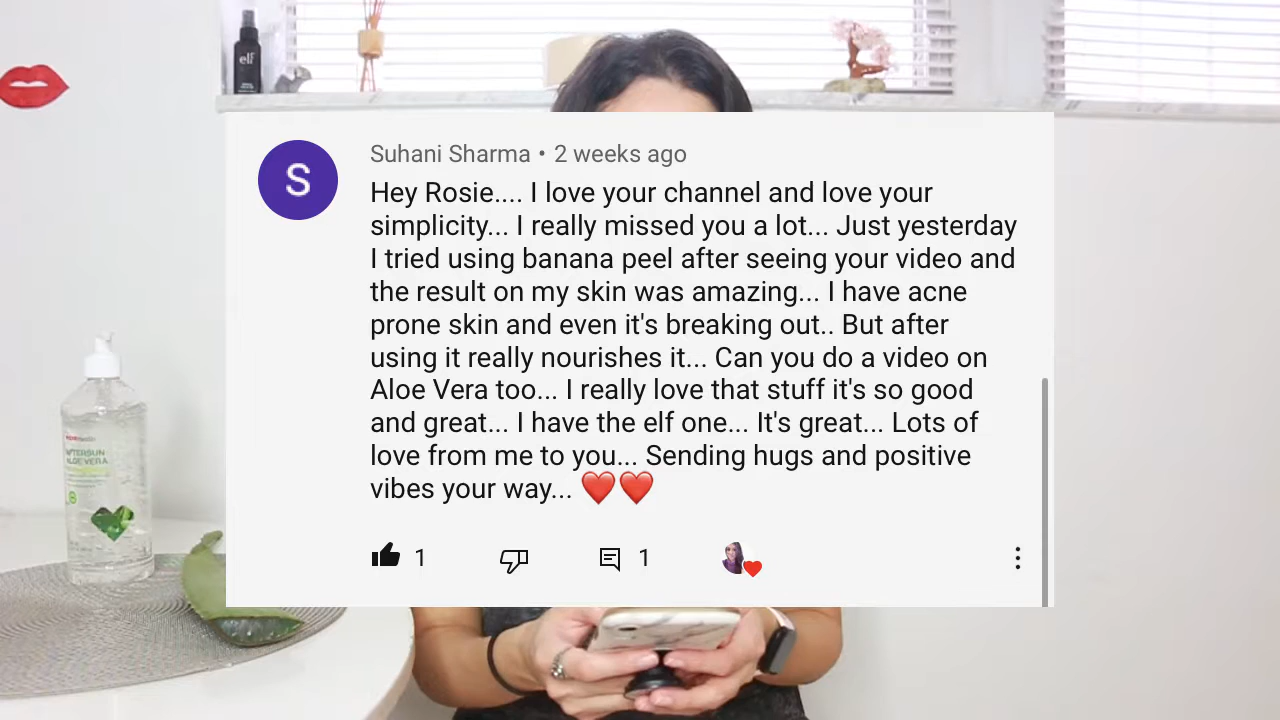 elf
Suhani Sharma • 2 weeks ago
S
Hey Rosie.... I love your channel and love your
simplicity... I really missed you a lot... Just yesterday
I tried using banana peel after seeing your video and
the result on my skin was amazing... I have acne
prone skin and even it's breaking out.. But after
using it really nourishes it... Can you do a video on
Aloe Vera too... I really love that stuff it's so good
and great... I have the elf one... It's great... Lots of
love from me to you... Sending hugs and positive
vibes your way... ❤️❤️
1 1
AFTERSUN
ALOE VERA